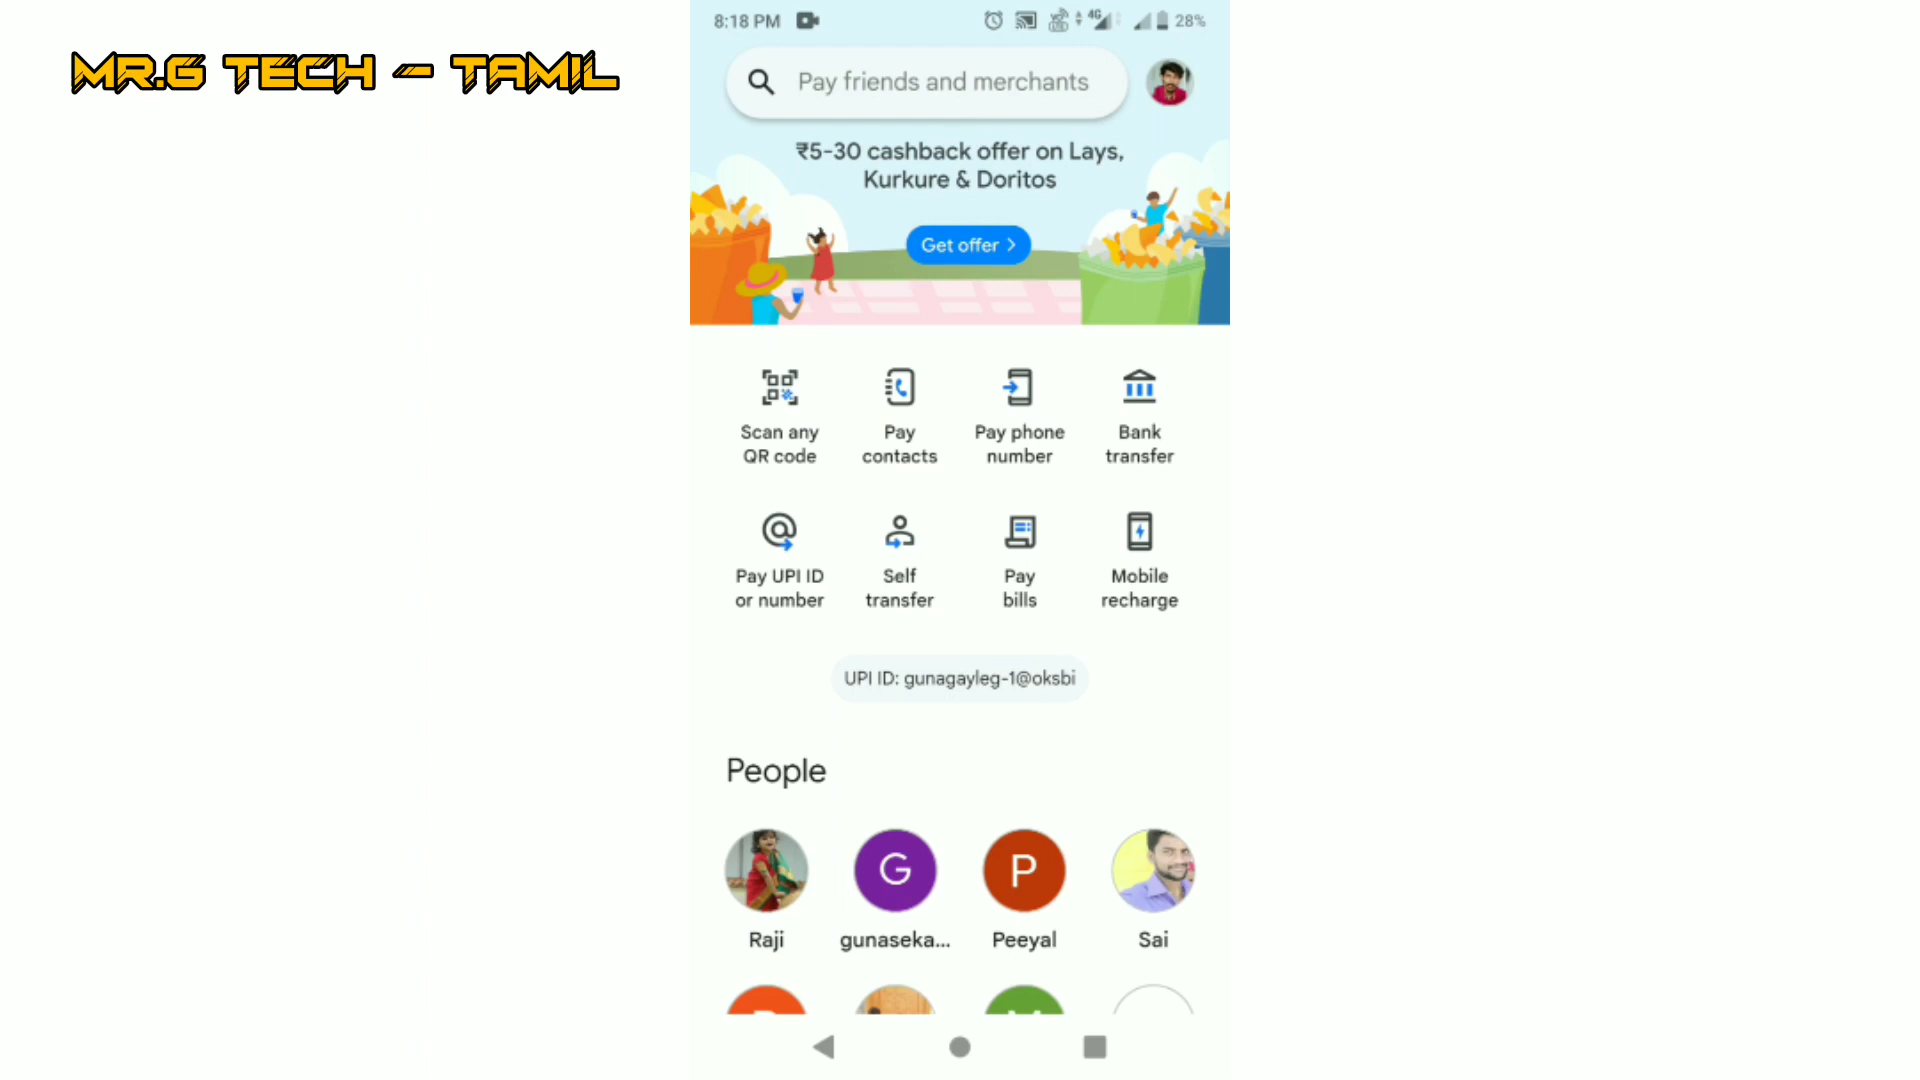 MR.G TECH - TAMIL
8:18 PM
4G
28%
Pay friends and merchants
₹5-30 cashback offer on Lays,
Kurkure & Doritos
Get offer
Scan any
QR code
Pay
contacts
Pay phone
number
Bank
transfer
Pay UPI ID
or number
Self
transfer
Pay
bills
Mobile
recharge
UPI ID: gunagayleg-1@oksbi
People
G
P
Raji
gunaseka...
Peeyal
Sai